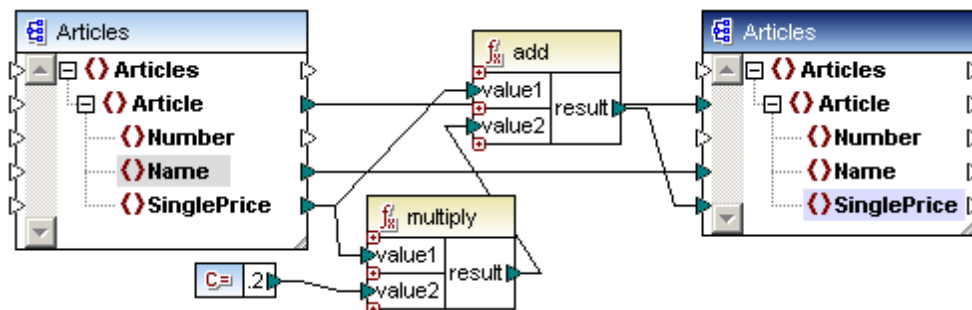 Articles
Articles
Article
Number
Name
SinglePrice
add
value1
value2
result
multiply
value1
value2
result
C= .2
Articles
Articles
Article
Number
Name
SinglePrice